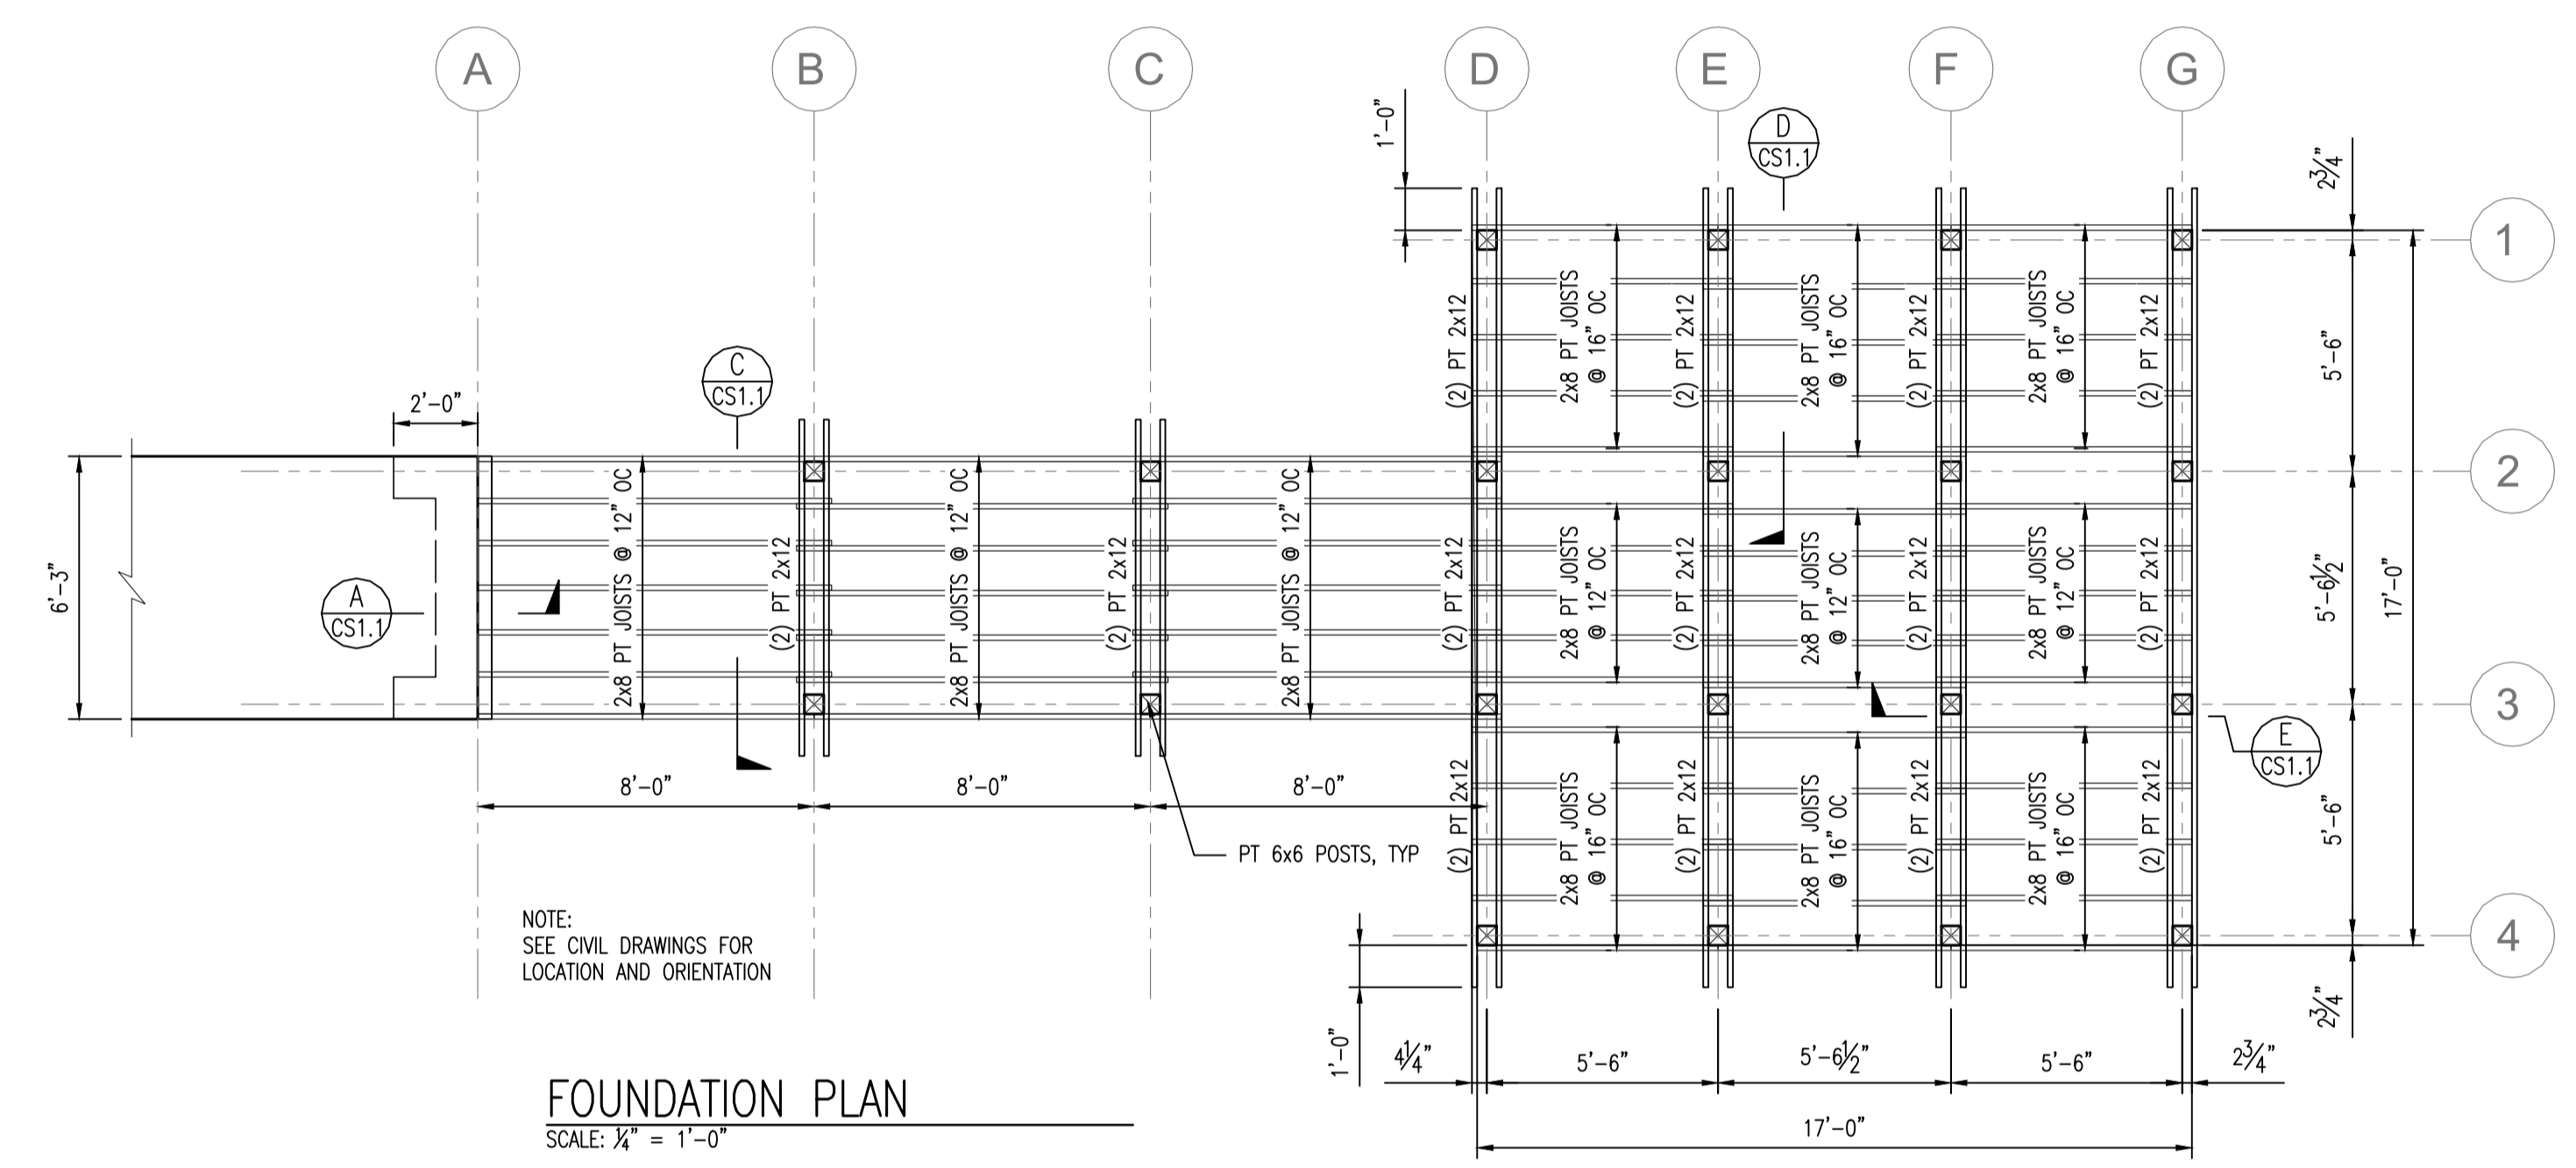 A
B
C
D
E
F
G
1'-0"
D
CS1.1
2¾"
1
2
3
4
C
CS1.1
2'-0"
6'-3"
A
CS1.1
2x8 PT JOISTS @ 12" OC
(2) PT 2x12
2x8 PT JOISTS @ 12" OC
(2) PT 2x12
2x8 PT JOISTS @ 12" OC
(2) PT 2x12
2x8 PT JOISTS
@ 16" OC
(2) PT 2x12
2x8 PT JOISTS
@ 16" OC
(2) PT 2x12
2x8 PT JOISTS
@ 16" OC
(2) PT 2x12
(2) PT 2x12
2x8 PT JOISTS
@ 12" OC
(2) PT 2x12
2x8 PT JOISTS
@ 12" OC
(2) PT 2x12
2x8 PT JOISTS
@ 12" OC
(2) PT 2x12
(2) PT 2x12
2x8 PT JOISTS
@ 16" OC
(2) PT 2x12
2x8 PT JOISTS
@ 16" OC
(2) PT 2x12
2x8 PT JOISTS
@ 16" OC
(2) PT 2x12
5'-6"
5'-6½"
17'-0"
5'-6"
2¾"
E
CS1.1
8'-0"
8'-0"
8'-0"
PT 6x6 POSTS, TYP
NOTE:
SEE CIVIL DRAWINGS FOR
LOCATION AND ORIENTATION
1'-0"
4¼"
5'-6"
5'-6½"
5'-6"
2¾"
17'-0"
FOUNDATION PLAN
SCALE: ¼" = 1'-0"